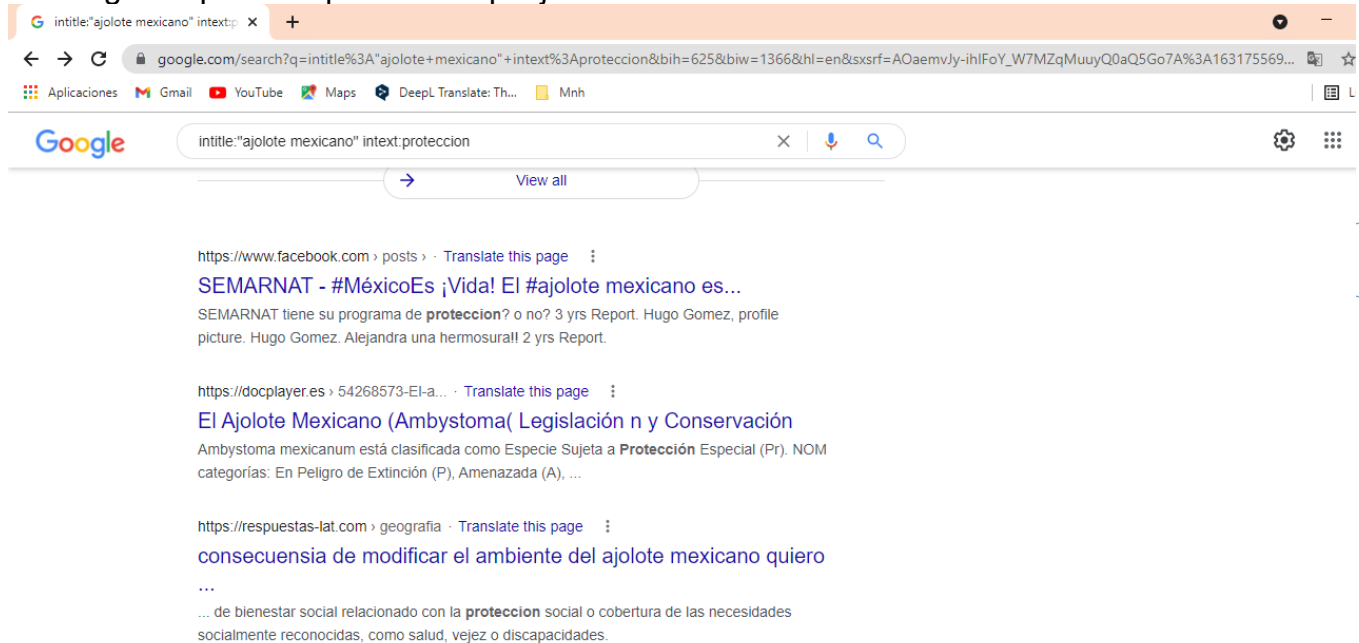 intitle:"ajolote mexicano" intext:p
google.com/search?q=intitle%3A"ajolote+mexicano"+intext%3Aproteccion&bih=625&biw=1366&hl=en&sxsrf=AOaemvJy-ihIFoY_W7MZqMuuyQ0aQ5Go7A%3A163175569...
Aplicaciones Gmail YouTube Maps DeepL Translate: Th... Mnh
Google intitle:"ajolote mexicano" intext:proteccion
View all
https://www.facebook.com › posts › · Translate this page
SEMARNAT - #MéxicoEs ¡Vida! El #ajolote mexicano es...
SEMARNAT tiene su programa de proteccion? o no? 3 yrs Report. Hugo Gomez, profile
picture. Hugo Gomez. Alejandra una hermosura!! 2 yrs Report.
https://docplayer.es › 54268573-El-a... · Translate this page
El Ajolote Mexicano (Ambystoma( Legislación n y Conservación
Ambystoma mexicanum está clasificada como Especie Sujeta a Protección Especial (Pr). NOM
categorías: En Peligro de Extinción (P), Amenazada (A), ...
https://respuestas-lat.com › geografia · Translate this page
consecuensia de modificar el ambiente del ajolote mexicano quiero
...
... de bienestar social relacionado con la proteccion social o cobertura de las necesidades
socialmente reconocidas, como salud, vejez o discapacidades.